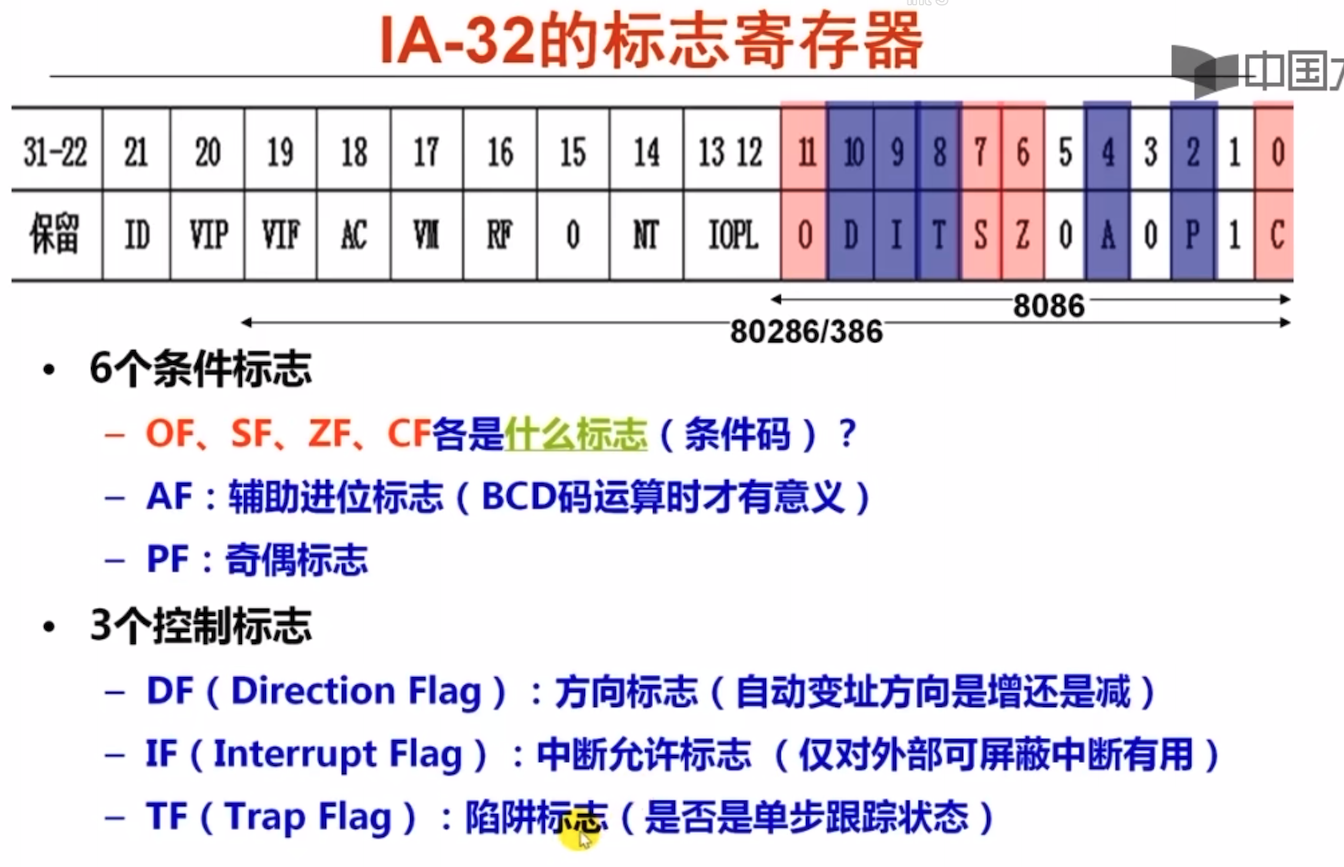 IA-32的标志寄存器
中国
31-22 21 20 19 18 17 16 15 14 13 12 11 10 9 8 7 6 5 4 3 2 1 0
保留 ID VIP VIF AC VM RF 0 NT IOPL O D I T S Z 0 A 0 P 1 C
8086
80286/386
• 6个条件标志
– OF、SF、ZF、CF各是什么标志（条件码）？
– AF：辅助进位标志（BCD码运算时才有意义）
– PF：奇偶标志
• 3个控制标志
– DF（Direction Flag）：方向标志（自动变址方向是增还是减）
– IF（Interrupt Flag）：中断允许标志 （仅对外部可屏蔽中断有用）
– TF（Trap Flag）：陷阱标志（是否是单步跟踪状态）